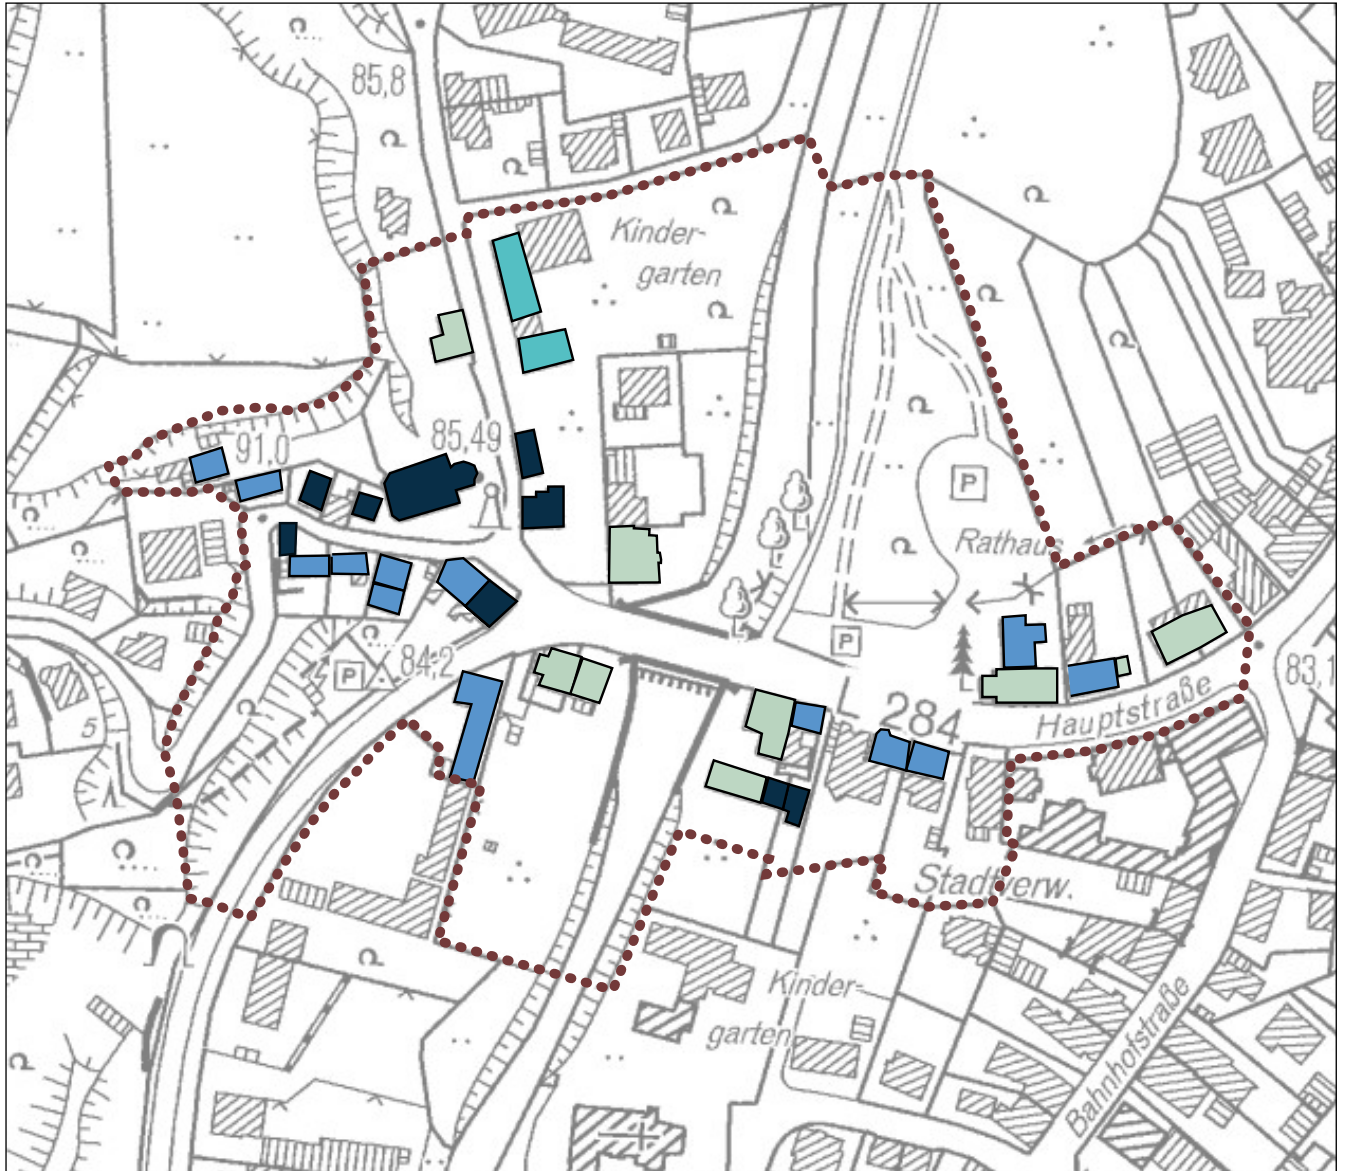 85,8
Kinder-
garten
91,0
85,49
P
Rathaus
P
P
84,2
284
83,1
5
Hauptstraße
Stadtverw.
Kinder-
garten
Bahnhofstraße